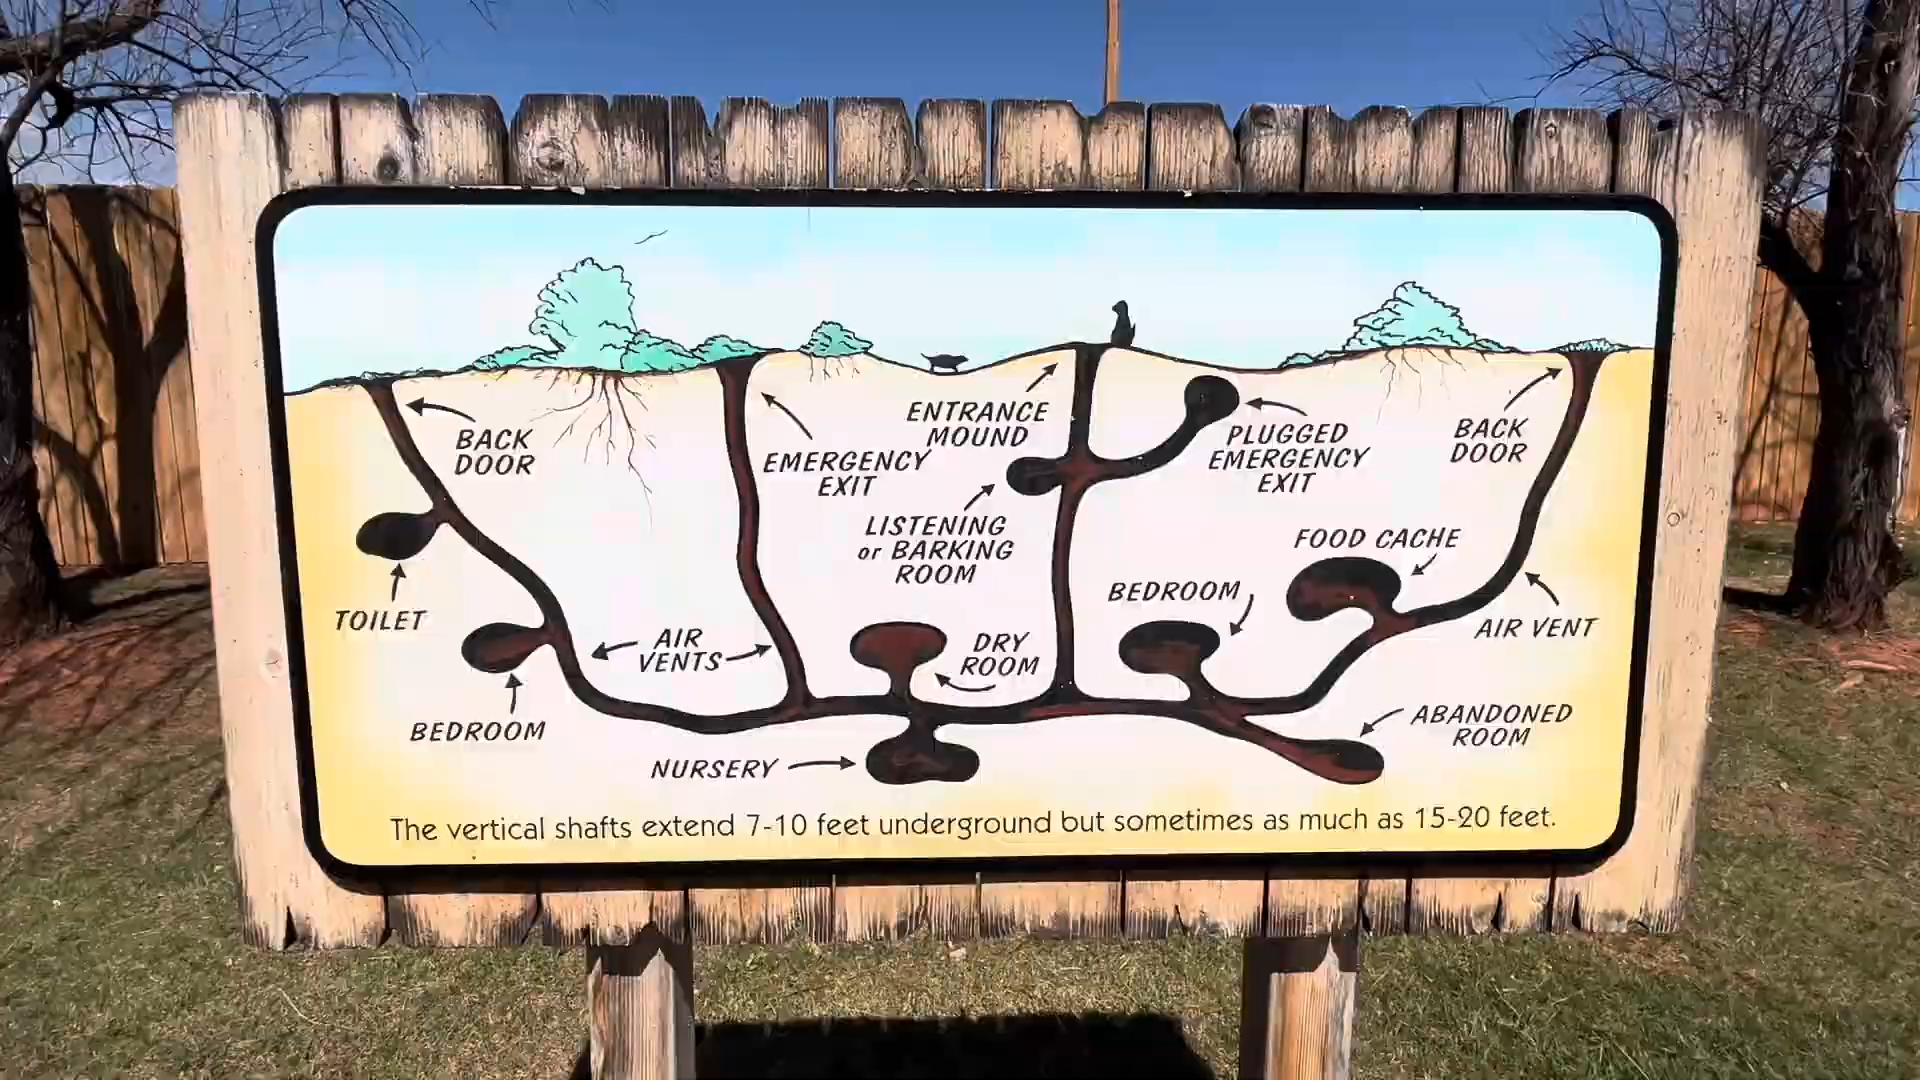 BACK
DOOR
EMERGENCY
EXIT
ENTRANCE
MOUND
PLUGGED
EMERGENCY
EXIT
BACK
DOOR
LISTENING
or BARKING
ROOM
FOOD CACHE
TOILET
BEDROOM
AIR
VENTS
DRY
ROOM
AIR VENT
BEDROOM
ABANDONED
ROOM
NURSERY
The vertical shafts extend 7-10 feet underground but sometimes as much as 15-20 feet.